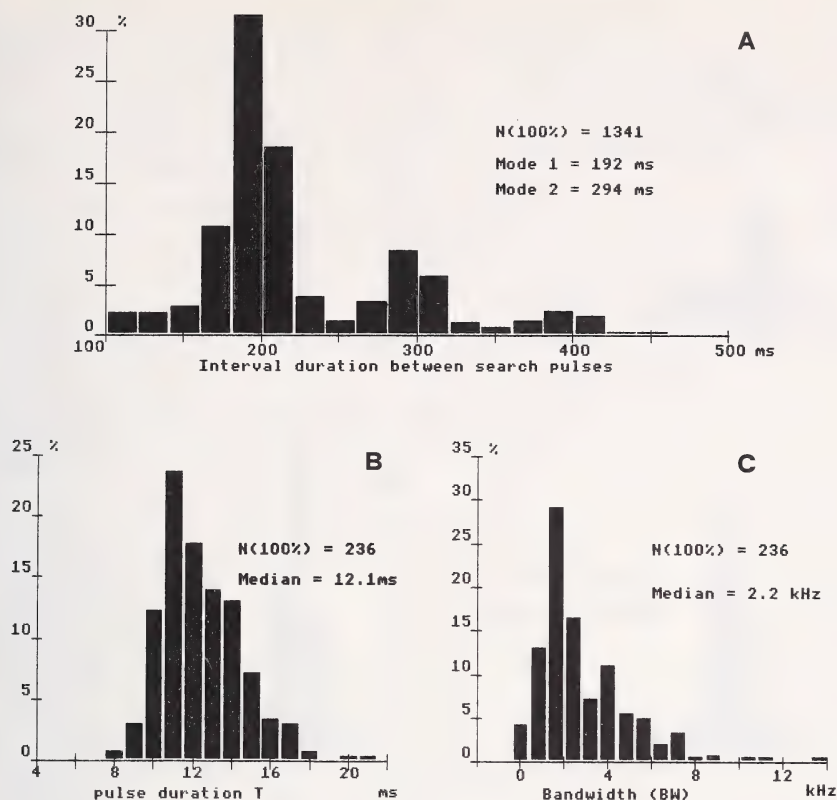 30 %
A
25
20
N(100%) = 1341
Mode 1 = 192 ms
15
Mode 2 = 294 ms
10
5
0
100 200 300 400 500 ms
Interval duration between search pulses
25 %
B
20
N(100%) = 236
15
Median = 12.1ms
10
5
0
4 8 12 16 20
pulse duration T ms
35 %
C
30
25
N(100%) = 236
20
Median = 2.2 kHz
15
10
5
0
0 4 8 12
Bandwidth (BW) kHz